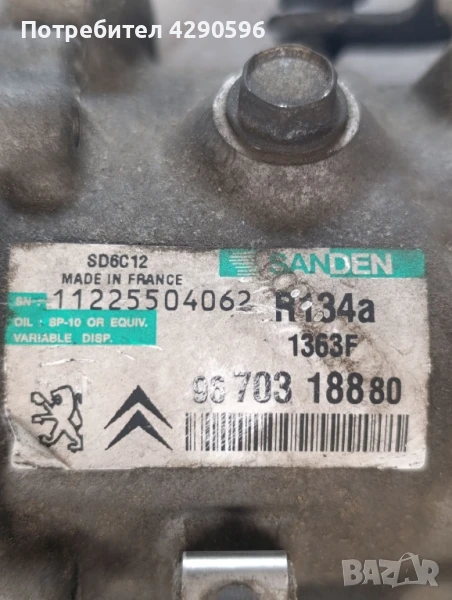 Потребител 4290596
SD6C12
MADE IN FRANCE
SANDEN
SN 11225504062
R134a
OIL : SP-10 OR EQUIV.
VARIABLE DISP.
1363F
96 703 188 80
BAZAR